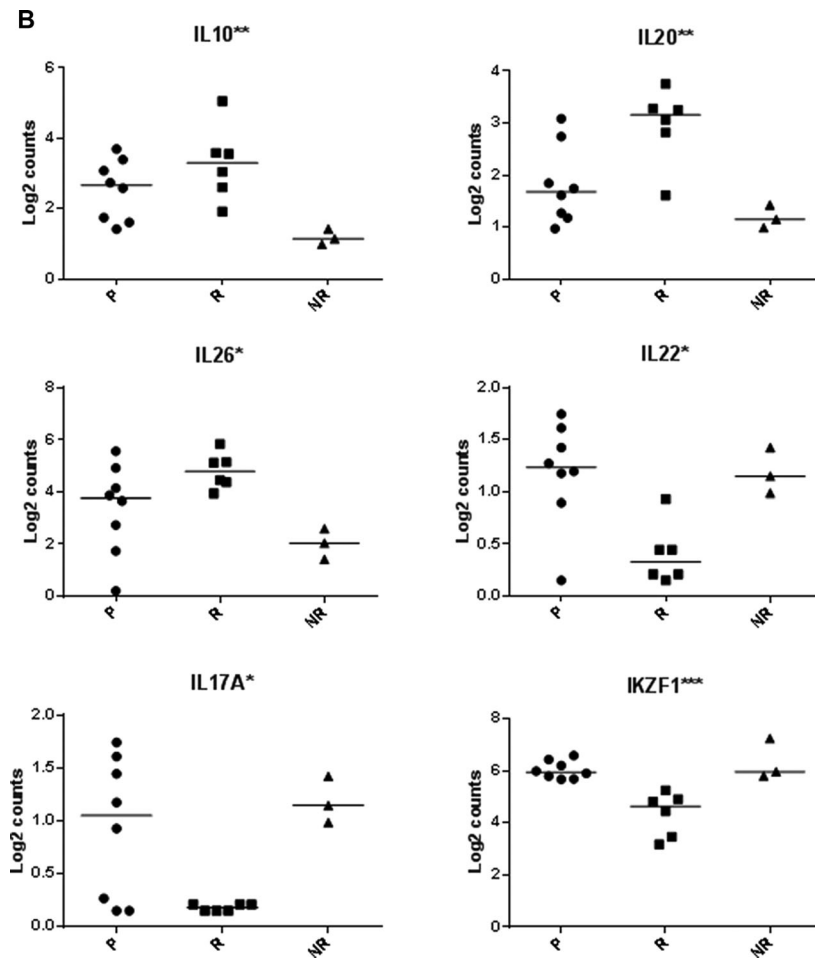 B
IL10**
Log2 counts
6
4
2
0
P
R
NR
IL20**
Log2 counts
4
3
2
1
0
P
R
NR
IL26*
Log2 counts
8
6
4
2
0
P
R
NR
IL22*
Log2 counts
2.0
1.5
1.0
0.5
0.0
P
R
NR
IL17A*
Log2 counts
2.0
1.5
1.0
0.5
0.0
P
R
NR
IKZF1***
Log2 counts
8
6
4
2
0
P
R
NR